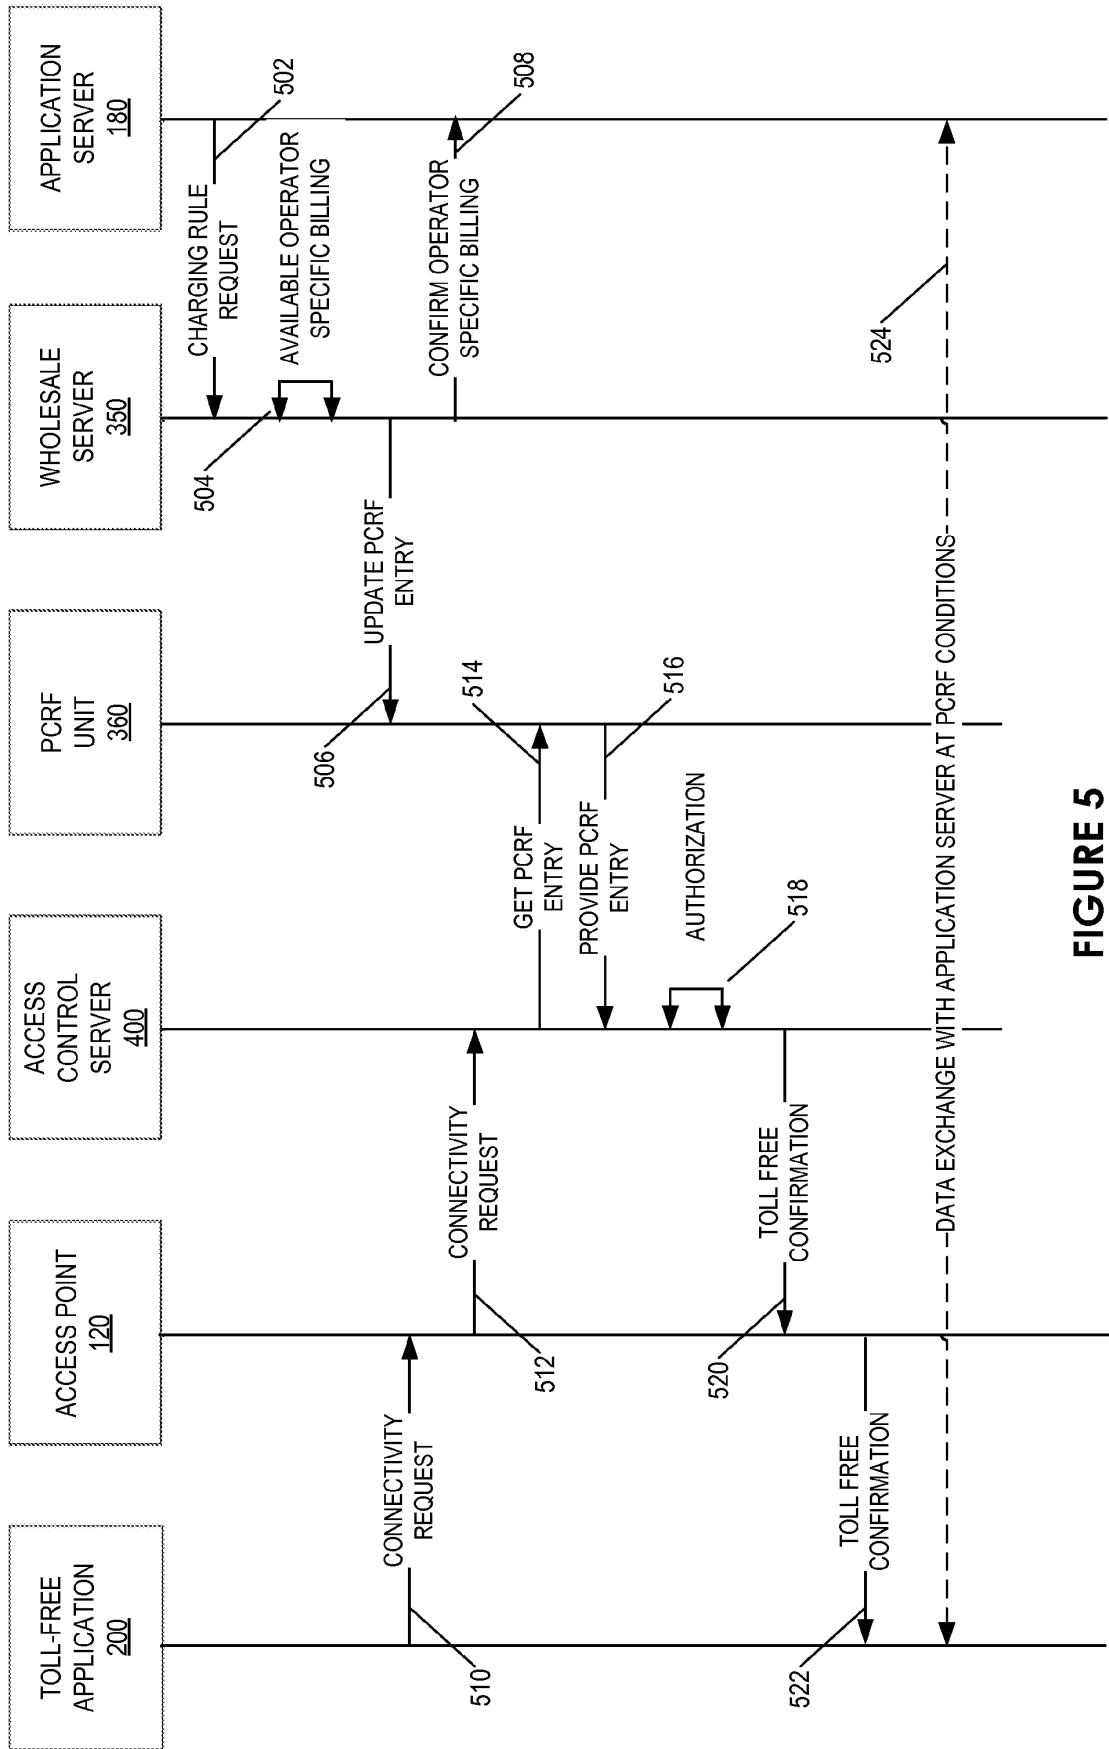 TOLL-FREE
APPLICATION
200
ACCESS POINT
120
ACCESS
CONTROL
SERVER
400
PCRF
UNIT
360
WHOLESALE
SERVER
350
APPLICATION
SERVER
180
CHARGING RULE
REQUEST
502
504
AVAILABLE OPERATOR
SPECIFIC BILLING
UPDATE PCRF
ENTRY
506
CONFIRM OPERATOR
SPECIFIC BILLING
508
CONNECTIVITY
REQUEST
510
CONNECTIVITY
REQUEST
512
GET PCRF
ENTRY
514
PROVIDE PCRF
ENTRY
516
AUTHORIZATION
518
TOLL FREE
CONFIRMATION
520
TOLL FREE
CONFIRMATION
522
DATA EXCHANGE WITH APPLICATION SERVER AT PCRF CONDITIONS
524
FIGURE 5